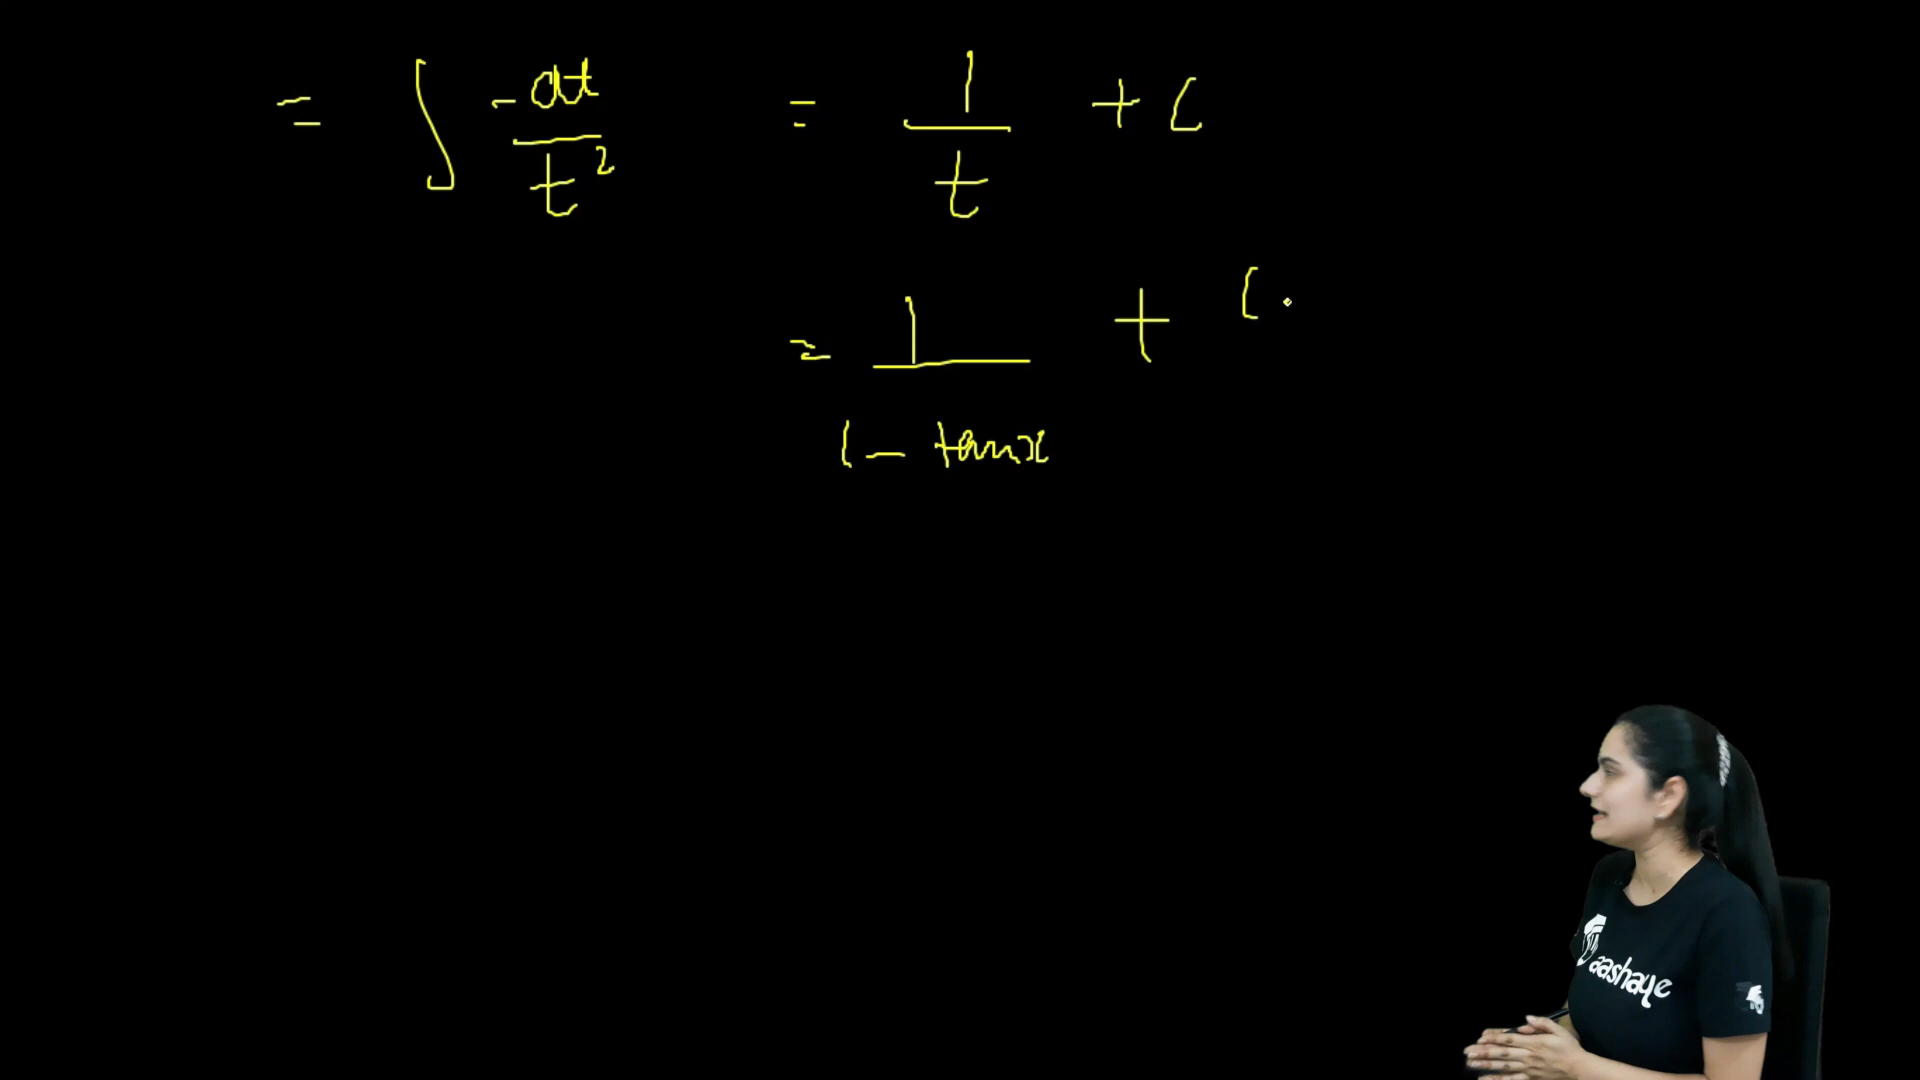 = ∫ -dt/t² = 1/t + C
= 1/(1 - tanx) + C.
aashaye